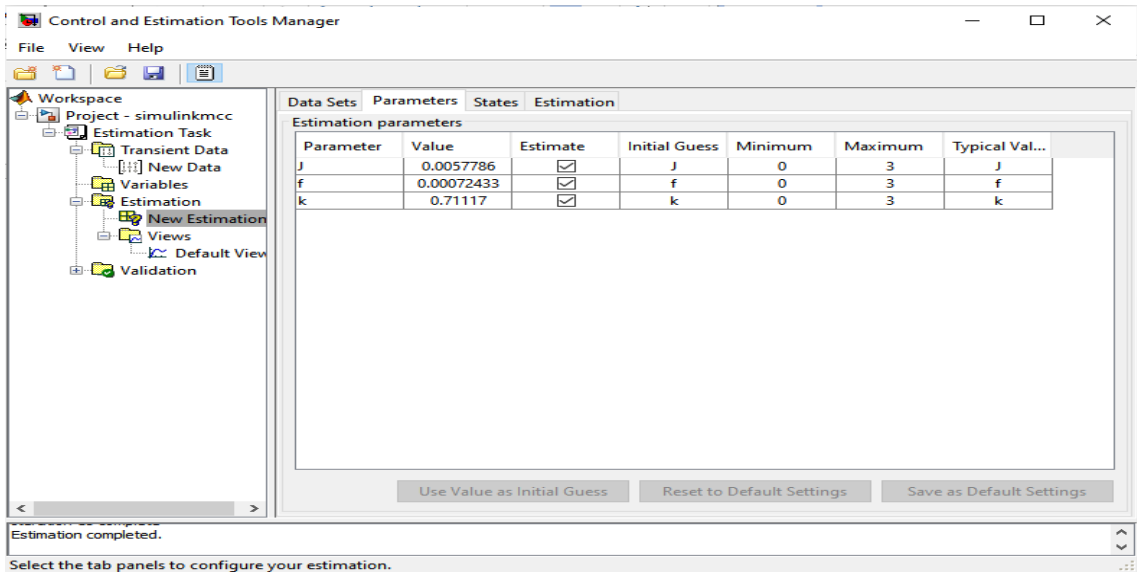 Control and Estimation Tools Manager
File View Help
Workspace
Project - simulinkmcc
Estimation Task
Transient Data
New Data
Variables
Estimation
New Estimation
Views
Default View
Validation
Data Sets Parameters States Estimation
Estimation parameters
Parameter Value Estimate Initial Guess Minimum Maximum Typical Val...
J 0.0057786 J 0 3 J
f 0.00072433 f 0 3 f
k 0.71117 k 0 3 k
Use Value as Initial Guess Reset to Default Settings Save as Default Settings
Estimation completed.
Select the tab panels to configure your estimation.